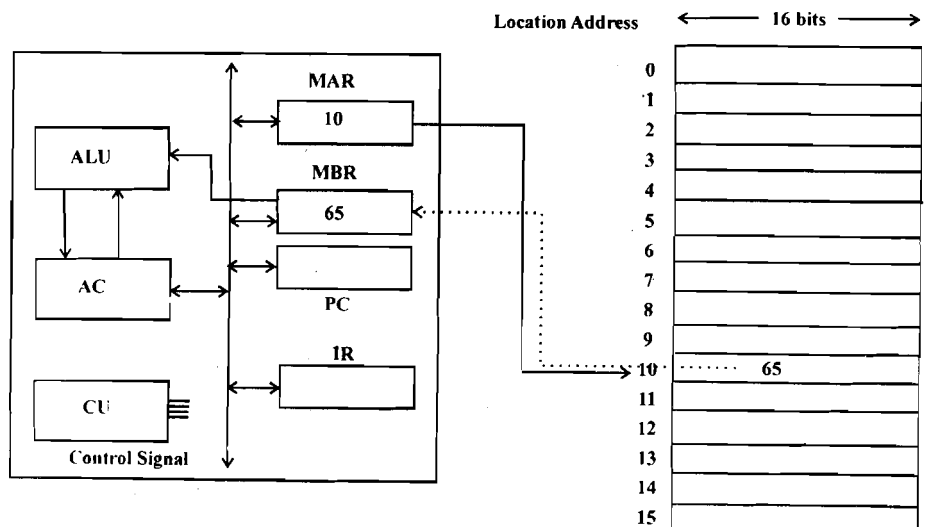 Location Address
16 bits
MAR
10
ALU
MBR
65
AC
PC
IR
CU
Control Signal
0
1
2
3
4
5
6
7
8
9
10 65
11
12
13
14
15